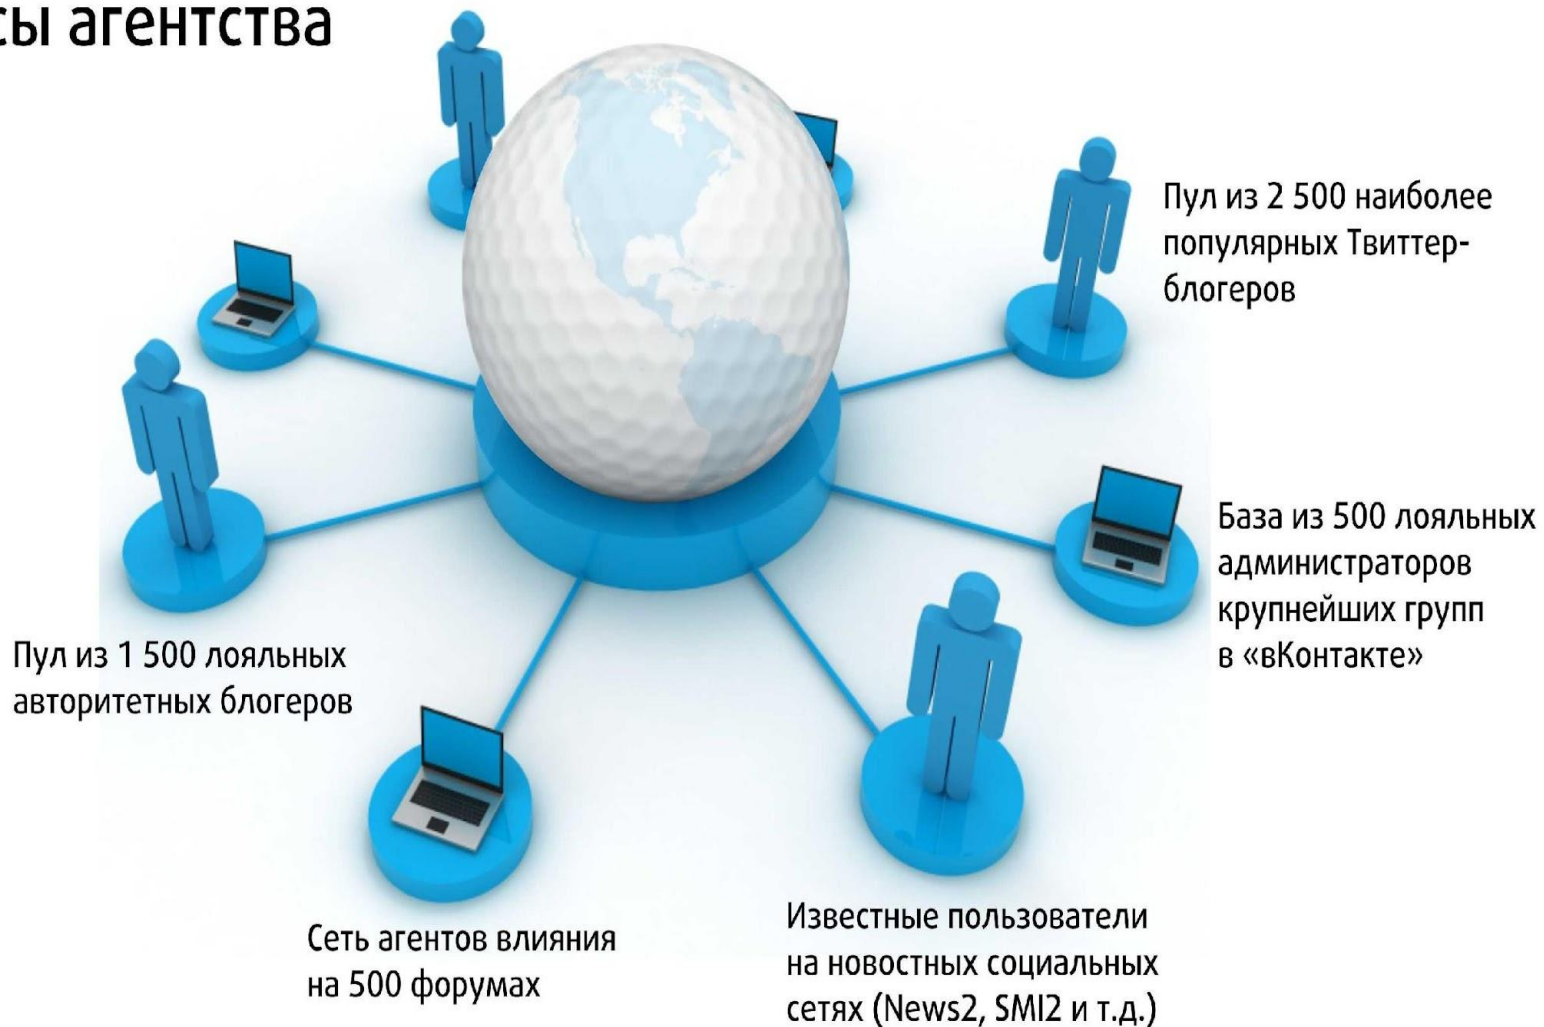 сы агентства
Пул из 2 500 наиболее
популярных Твиттер-
блогеров
База из 500 лояльных
администраторов
крупнейших групп
в «вКонтакте»
Пул из 1 500 лояльных
авторитетных блогеров
Сеть агентов влияния
на 500 форумах
Известные пользователи
на новостных социальных
сетях (News2, SMI2 и т.д.)